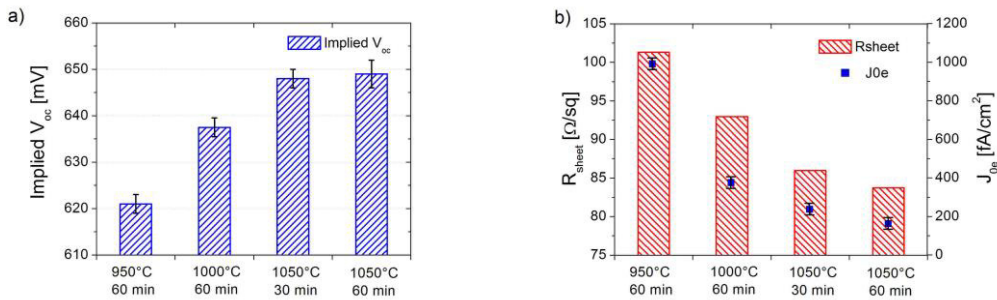 a)
660
650
640
630
620
610
Implied Voc [mV]
Implied Voc
950°C
60 min
1000°C
60 min
1050°C
30 min
1050°C
60 min
b)
105
100
95
90
85
80
75
Rsheet [Ω/sq]
Rsheet
J0e
1200
1000
800
600
400
200
0
J0e [fA/cm²]
950°C
60 min
1000°C
60 min
1050°C
30 min
1050°C
60 min